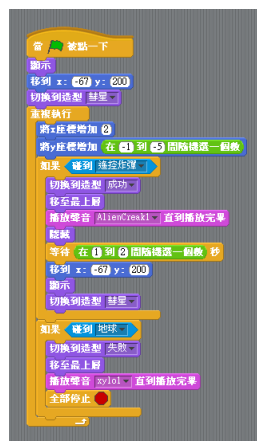 當 被點一下
顯示
移到 x: -67 y: 200
切換到造型 彗星
重複執行
將x座標增加 2
將y座標增加 在 -1 到 -5 間隨機選一個數
如果 碰到 遙控炸彈
切換到造型 成功
移至最上層
播放聲音 AlienCreak1 直到播放完畢
隱藏
等待 在 1 到 2 間隨機選一個數 秒
移到 x: -67 y: 200
顯示
切換到造型 彗星
如果 碰到 地球
切換到造型 失敗
移至最上層
播放聲音 xylo1 直到播放完畢
全部停止